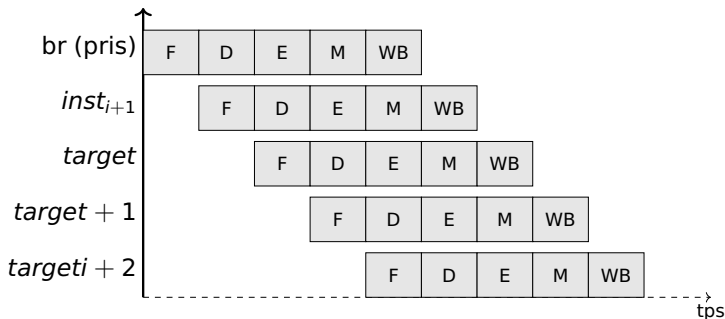 br (pris) F D E M WB
inst_{i+1} F D E M WB
target F D E M WB
target + 1 F D E M WB
targeti + 2 F D E M WB
tps